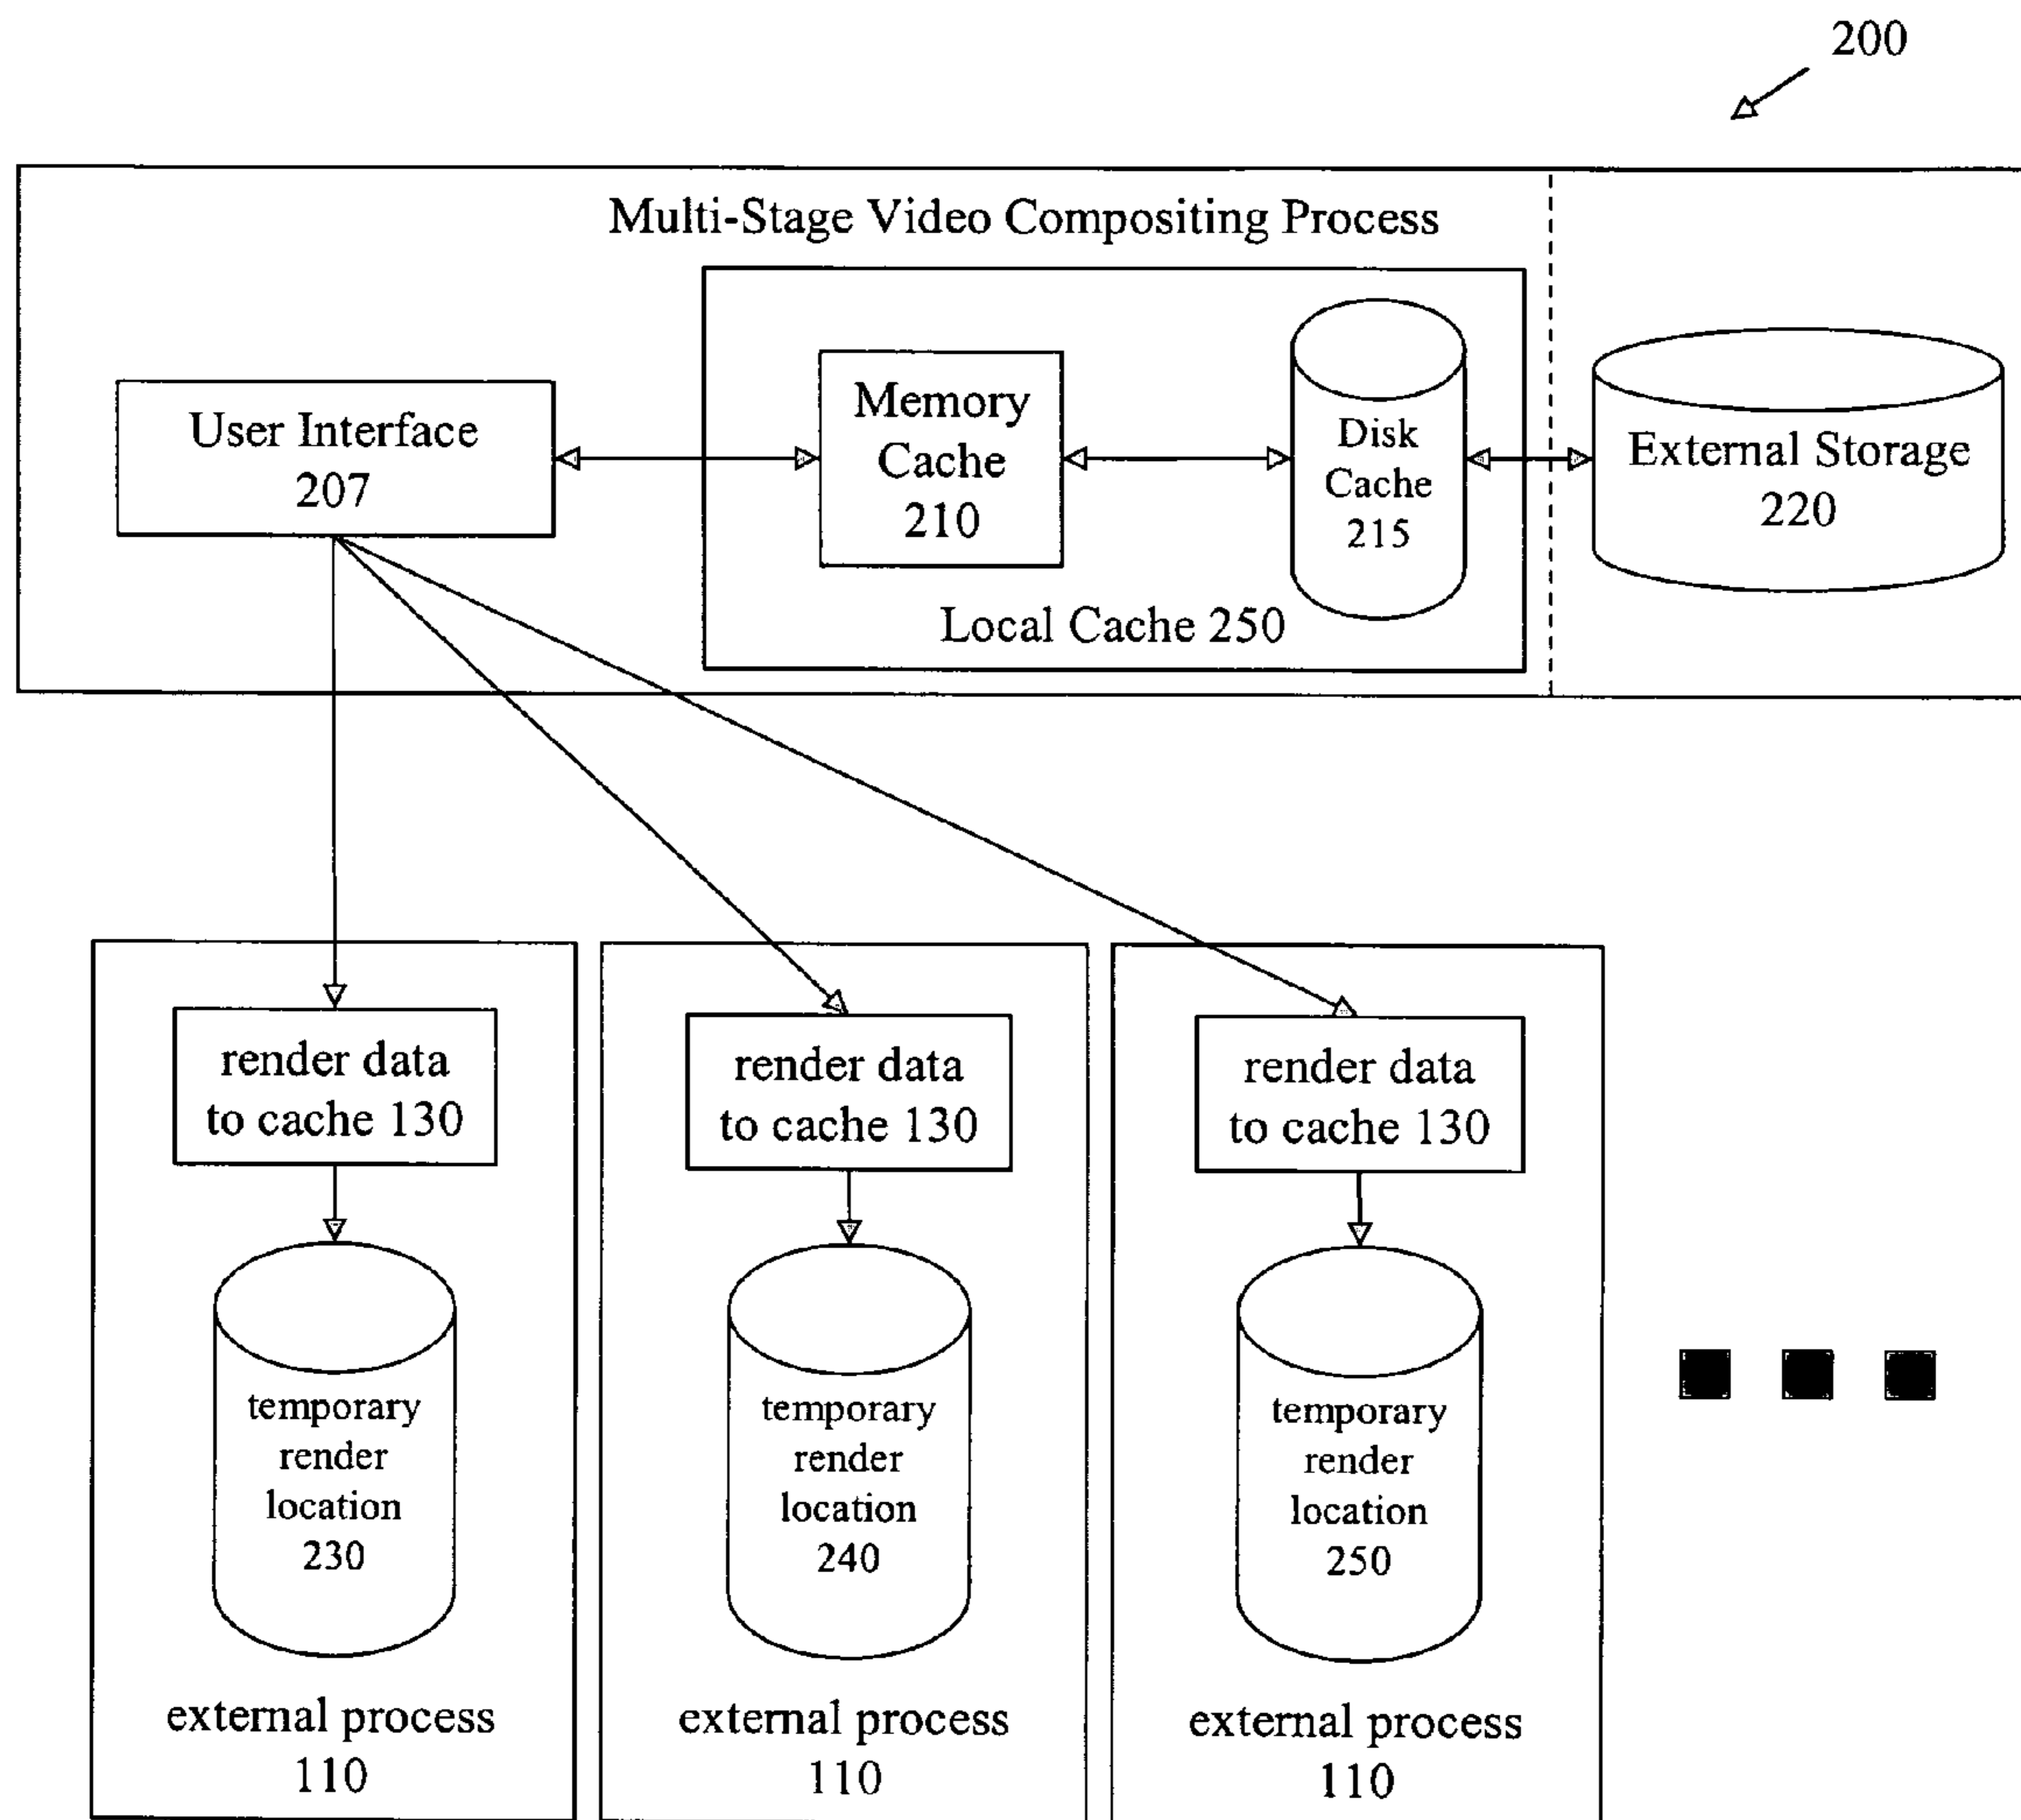 200
Multi-Stage Video Compositing Process
User Interface
207
Memory
Cache
210
Disk
Cache
215
External Storage
220
Local Cache 250
render data
to cache 130
render data
to cache 130
render data
to cache 130
temporary
render
location
230
temporary
render
location
240
temporary
render
location
250
external process
110
external process
110
external process
110